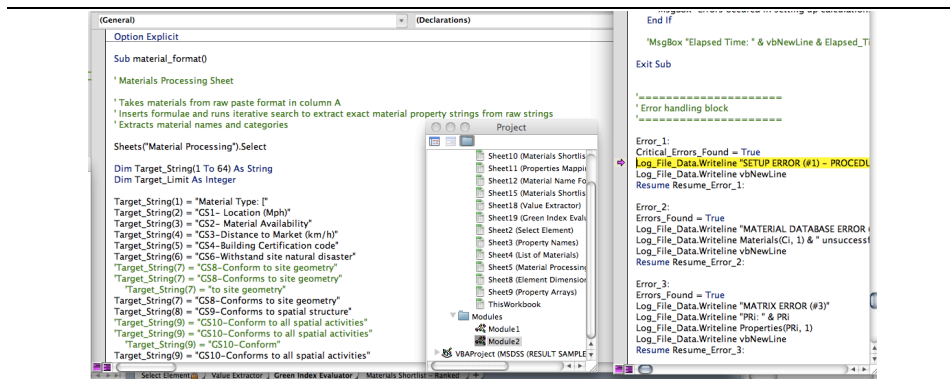 (General)
(Declarations)
Option Explicit
Sub material_format()
' Materials Processing Sheet
' Takes materials from raw paste format in column A
' Inserts formulae and runs iterative search to extract exact material property strings from raw strings
' Extracts material names and categories
Sheets("Material Processing").Select
Dim Target_String(1 To 64) As String
Dim Target_Limit As Integer
Target_String(1) = "Material Type: ["
Target_String(2) = "GS1- Location (Mph)"
Target_String(3) = "GS2- Material Availability"
Target_String(4) = "GS3-Distance to Market (km/h)"
Target_String(5) = "GS4-Building Certification code"
Target_String(6) = "GS6-Withstand site natural disaster"
'Target_String(7) = "GS8-Conform to site geometry"
'Target_String(7) = "GS8-Conforms to site geometry"
'Target_String(7) = "to site geometry"
Target_String(7) = "GS8-Conforms to site geometry"
Target_String(8) = "GS9-Conforms to spatial structure"
'Target_String(9) = "GS10-Conform to all spatial activities"
'Target_String(9) = "GS10-Conforms to all spatial activities"
'Target_String(9) = "GS10-Conform"
Target_String(9) = "GS10-Conforms to all spatial activities"
Project
Sheet10 (Materials Shortlis
Sheet11 (Properties Mappi
Sheet12 (Material Name Fo
Sheet15 (Materials Shortlis
Sheet18 (Value Extractor)
Sheet19 (Green Index Evalu
Sheet2 (Select Element)
Sheet3 (Property Names)
Sheet4 (List of Materials)
Sheet5 (Material Processing
Sheet8 (Element Dimension
Sheet9 (Property Arrays)
ThisWorkbook
Modules
Module1
Module2
VBAProject (MSDSS (RESULT SAMPLE
End If
'MsgBox "Elapsed Time: " & vbNewLine & Elapsed_Ti
Exit Sub
'=====================
' Error handling block
'=====================
Error_1:
Critical_Errors_Found = True
Log_File_Data.Writeline "SETUP ERROR (#1) - PROCEDU
Log_File_Data.Writeline vbNewLine
Resume Resume_Error_1:
Error_2:
Errors_Found = True
Log_File_Data.Writeline "MATERIAL DATABASE ERROR (
Log_File_Data.Writeline Materials(Ci, 1) & " unsuccessf
Log_File_Data.Writeline vbNewLine
Resume Resume_Error_2:
Error_3:
Errors_Found = True
Log_File_Data.Writeline "MATRIX ERROR (#3)"
Log_File_Data.Writeline "PRi: " & PRi
Log_File_Data.Writeline Properties(PRi, 1)
Log_File_Data.Writeline vbNewLine
Resume Resume_Error_3:
Select Element
Value Extractor
Green Index Evaluator
Materials Shortlist - Ranked